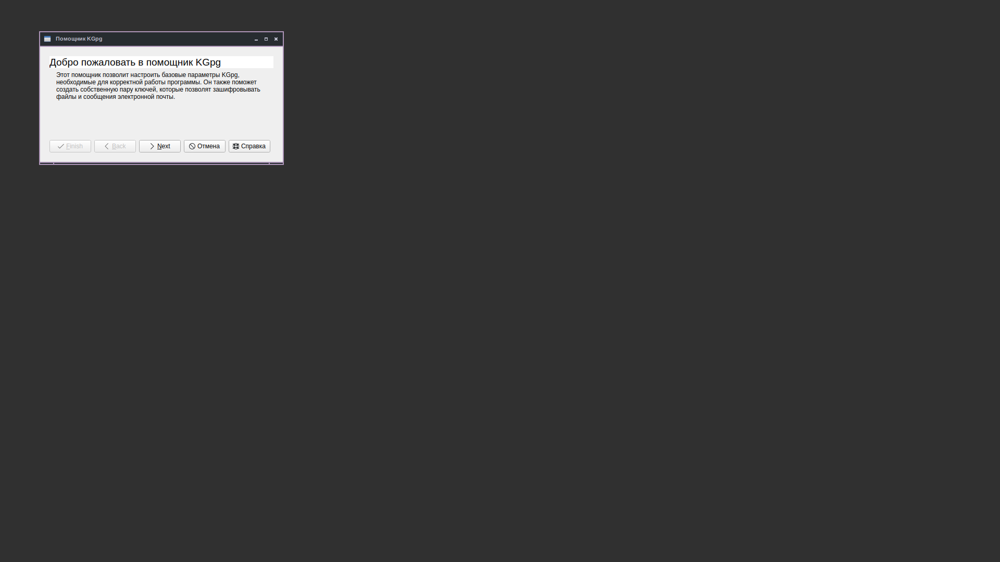 Помощник KGpg
Добро пожаловать в помощник KGpg
Этот помощник позволит настроить базовые параметры KGpg,
необходимые для корректной работы программы. Он также поможет
создать собственную пару ключей, которые позволят зашифровывать
файлы и сообщения электронной почты.
Finish Back Next Отмена Справка